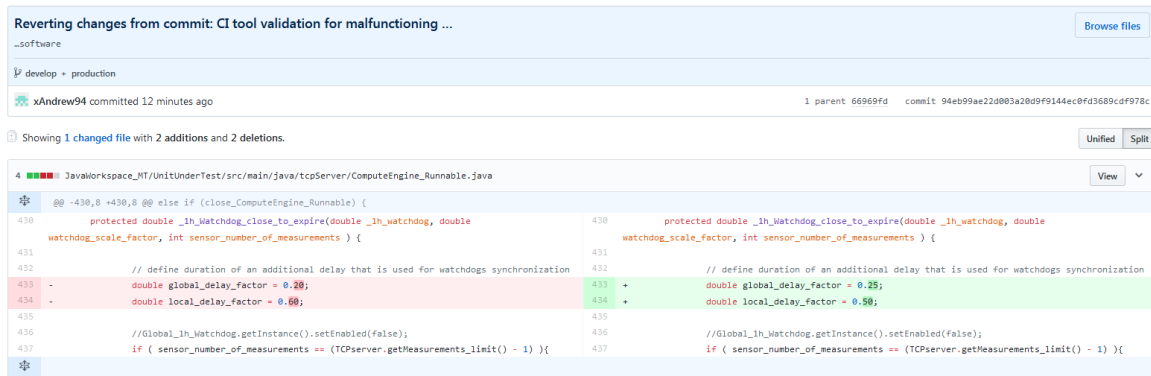 Reverting changes from commit: CI tool validation for malfunctioning ...
Browse files
…software
develop + production
xAndrew94 committed 12 minutes ago
1 parent 66969fd commit 94eb99ae22d003a20d9f9144ec0fd3689cdf978c
Showing 1 changed file with 2 additions and 2 deletions.
Unified Split
4 JavaWorkspace_MT/UnitUnderTest/src/main/java/tcpServer/ComputeEngine_Runnable.java
View
@@ -430,8 +430,8 @@ else if (close_ComputeEngine_Runnable) {
430 protected double _1h_Watchdog_close_to_expire(double _1h_watchdog, double
watchdog_scale_factor, int sensor_number_of_measurements ) {
431
432 // define duration of an additional delay that is used for watchdogs synchronization
433 - double global_delay_factor = 0.20;
434 - double local_delay_factor = 0.60;
435
436 //Global_1h_Watchdog.getInstance().setEnabled(false);
437 if ( sensor_number_of_measurements == (TCPserver.getMeasurements_limit() - 1) ){
430 protected double _1h_Watchdog_close_to_expire(double _1h_watchdog, double
watchdog_scale_factor, int sensor_number_of_measurements ) {
431
432 // define duration of an additional delay that is used for watchdogs synchronization
433 + double global_delay_factor = 0.25;
434 + double local_delay_factor = 0.50;
435
436 //Global_1h_Watchdog.getInstance().setEnabled(false);
437 if ( sensor_number_of_measurements == (TCPserver.getMeasurements_limit() - 1) ){